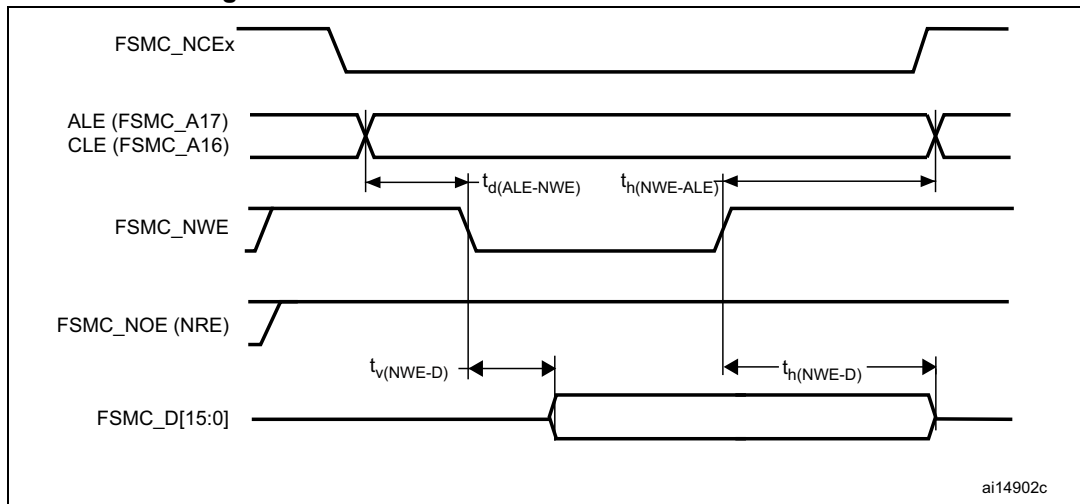 FSMC_NCEx
ALE (FSMC_A17)
CLE (FSMC_A16)
td(ALE-NWE)
th(NWE-ALE)
FSMC_NWE
FSMC_NOE (NRE)
tv(NWE-D)
th(NWE-D)
FSMC_D[15:0]
ai14902c